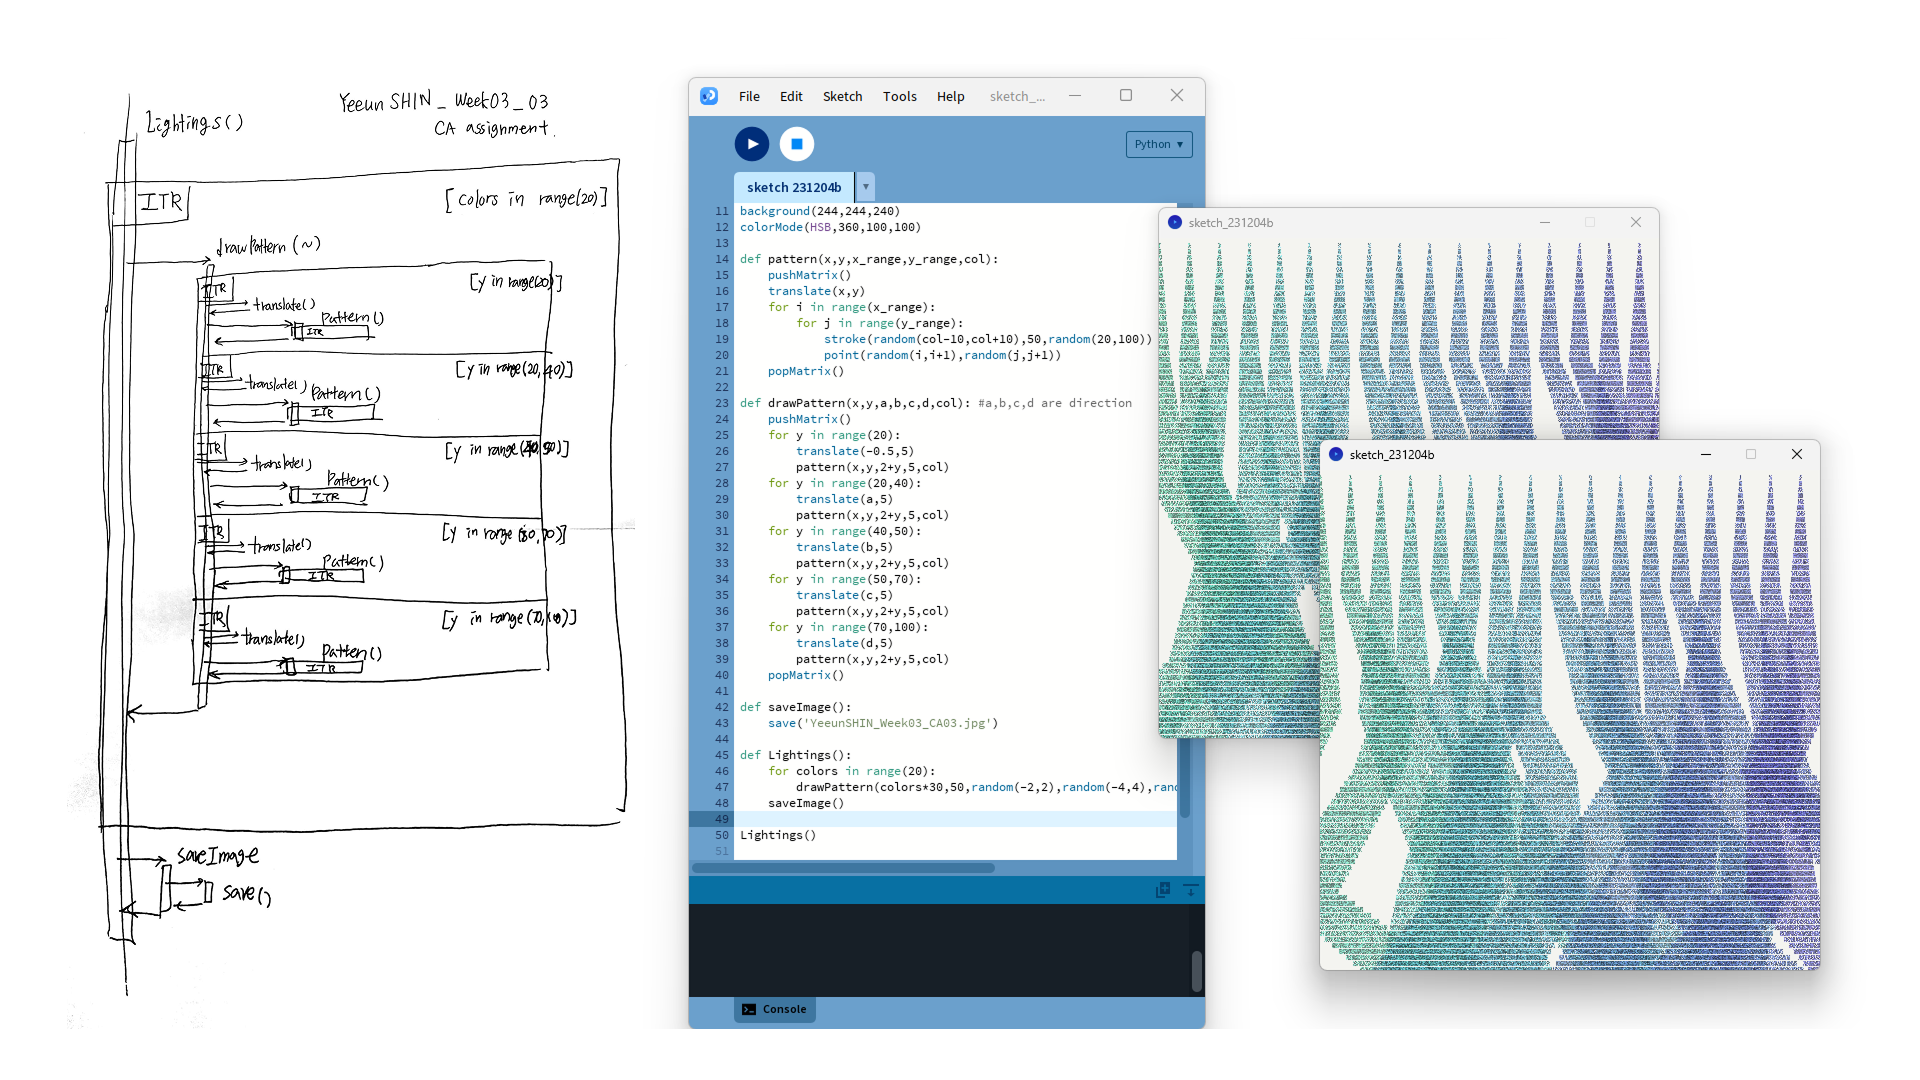 Yeeun SHIN_Week03_03
CA assignment.
Lightings()
ITR
[colors in range(20)]
drawPattern(~)
ITR
[y in range(20)]
translate()
Pattern()
ITR
ITR
[y in range(20,40)]
translate()
Pattern()
ITR
ITR
[y in range(40,50)]
translate()
Pattern()
ITR
ITR
[y in range(50,70)]
translate()
Pattern()
ITR
ITR
[y in range(70,100)]
translate()
Pattern()
ITR
saveImage
save()
File Edit Sketch Tools Help sketch_...
Python
sketch 231204b
11 background(244,244,240)
12 colorMode(HSB,360,100,100)
13
14 def pattern(x,y,x_range,y_range,col):
15 pushMatrix()
16 translate(x,y)
17 for i in range(x_range):
18 for j in range(y_range):
19 stroke(random(col-10,col+10),50,random(20,100))
20 point(random(i,i+1),random(j,j+1))
21 popMatrix()
22
23 def drawPattern(x,y,a,b,c,d,col): #a,b,c,d are direction
24 pushMatrix()
25 for y in range(20):
26 translate(-0.5,5)
27 pattern(x,y,2+y,5,col)
28 for y in range(20,40):
29 translate(a,5)
30 pattern(x,y,2+y,5,col)
31 for y in range(40,50):
32 translate(b,5)
33 pattern(x,y,2+y,5,col)
34 for y in range(50,70):
35 translate(c,5)
36 pattern(x,y,2+y,5,col)
37 for y in range(70,100):
38 translate(d,5)
39 pattern(x,y,2+y,5,col)
40 popMatrix()
41
42 def saveImage():
43 save('YeeunSHIN_Week03_CA03.jpg')
44
45 def Lightings():
46 for colors in range(20):
47 drawPattern(colors*30,50,random(-2,2),random(-4,4),ran
48 saveImage()
49
50 Lightings()
51
Console
sketch_231204b
sketch_231204b